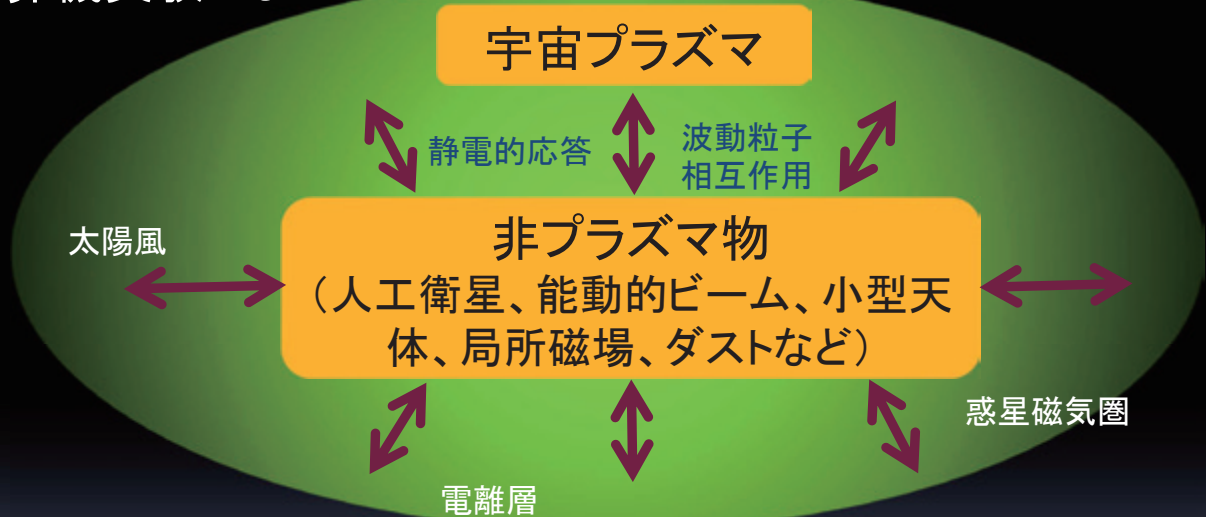 宇宙プラズマ
静電的応答
波動粒子
相互作用
太陽風
非プラズマ物
（人工衛星、能動的ビーム、小型天
体、局所磁場、ダストなど）
惑星磁気圏
電離層